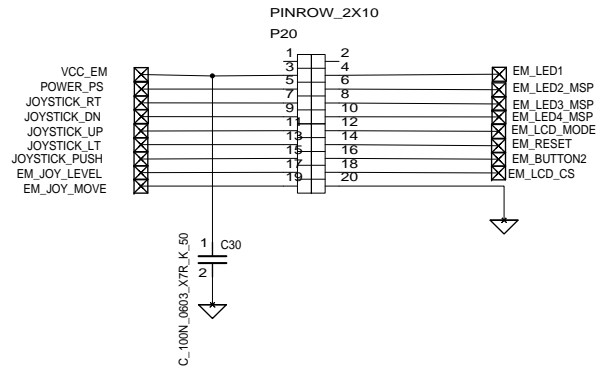 PINROW_2X10
P20
1 2
3 4
5 6
7 8
9 10
11 12
13 14
15 16
17 18
19 20
VCC_EM
POWER_PS
JOYSTICK_RT
JOYSTICK_DN
JOYSTICK_UP
JOYSTICK_LT
JOYSTICK_PUSH
EM_JOY_LEVEL
EM_JOY_MOVE
EM_LED1
EM_LED2_MSP
EM_LED3_MSP
EM_LED4_MSP
EM_LCD_MODE
EM_RESET
EM_BUTTON2
EM_LCD_CS
1 C30
2
C_100N_0603_X7R_K_50